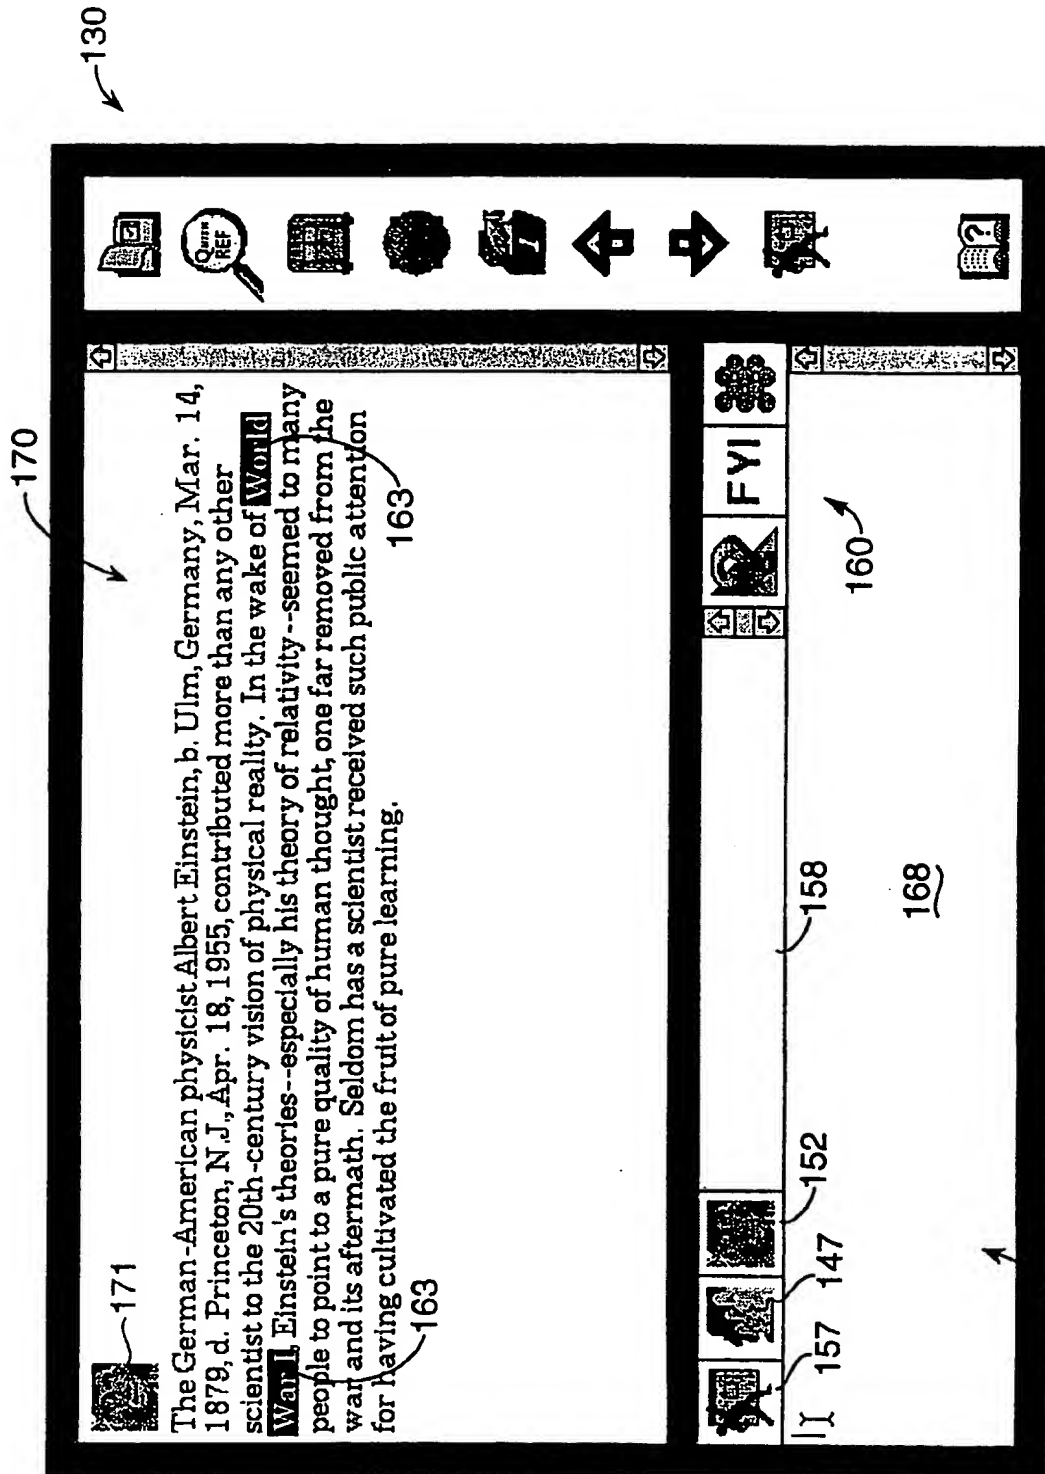 130
170
171
The German-American physicist Albert Einstein, b. Ulm, Germany, Mar. 14,
1879, d. Princeton, N.J., Apr. 18, 1955, contributed more than any other
scientist to the 20th-century vision of physical reality. In the wake of World
War I, Einstein's theories--especially his theory of relativity--seemed to many
people to point to a pure quality of human thought, one far removed from the
war and its aftermath. Seldom has a scientist received such public attention
for having cultivated the fruit of pure learning.
163
163
QUICK
REF
?
FYI
157
147
152
158
160
168